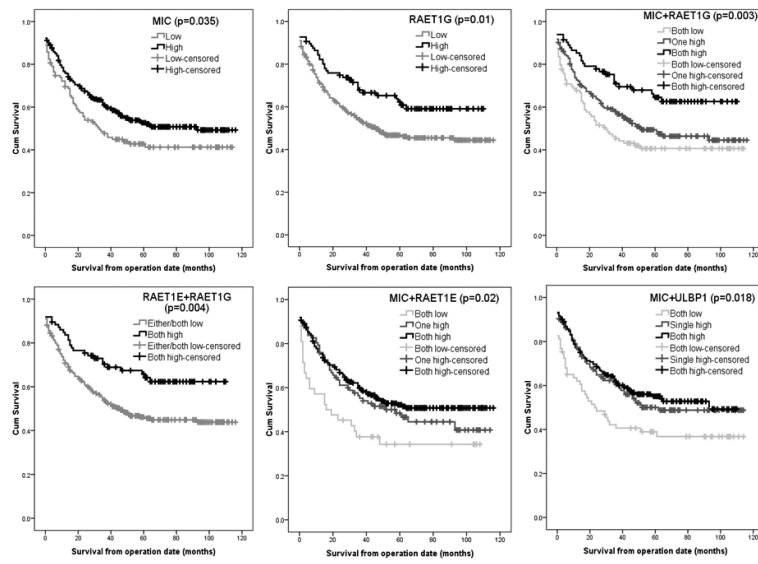 MIC (p=0.035)
Low
High
Low-censored
High-censored
Cum Survival
1.0
0.8
0.6
0.4
0.2
0.0
0 20 40 60 80 100 120
Survival from operation date (months)
RAET1G (p=0.01)
Low
High
Low-censored
High-censored
Cum Survival
1.0
0.8
0.6
0.4
0.2
0.0
0 20 40 60 80 100 120
Survival from operation date (months)
MIC+RAET1G (p=0.003)
Both low
One high
Both high
Both low-censored
One high-censored
Both high-censored
Cum Survival
1.0
0.8
0.6
0.4
0.2
0.0
0 20 40 60 80 100 120
Survival from operation date (months)
RAET1E+RAET1G
(p=0.004)
Either/both low
Both high
Either/both low-censored
Both high-censored
Cum Survival
1.0
0.8
0.6
0.4
0.2
0.0
0 20 40 60 80 100 120
Survival from operation date (months)
MIC+RAET1E (p=0.02)
Both low
One high
Both high
Both low-censored
One high-censored
Both high-censored
Cum Survival
1.0
0.8
0.6
0.4
0.2
0.0
0 20 40 60 80 100 120
Survival from operation date (months)
MIC+ULBP1 (p=0.018)
Both low
Single high
Both high
Both low-censored
Single high-censored
Both high-censored
Cum Survival
1.0
0.8
0.6
0.4
0.2
0.0
0 20 40 60 80 100 120
Survival from operation date (months)